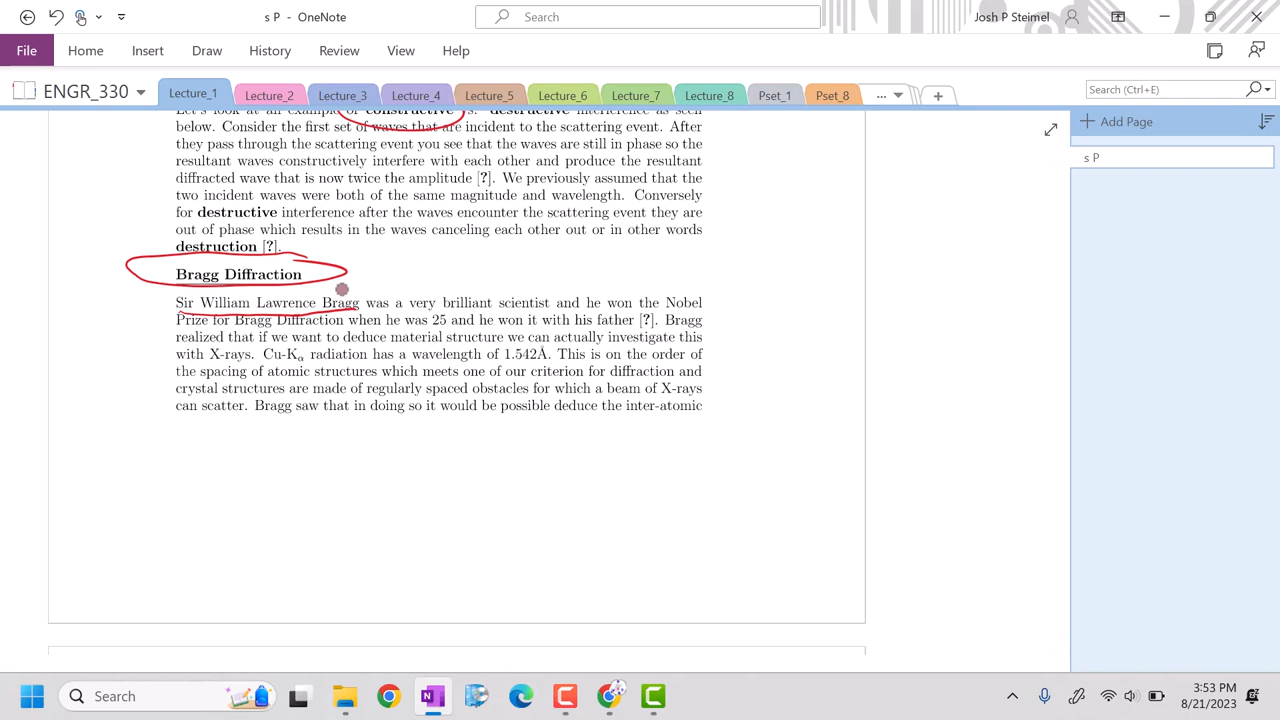 s P - OneNote
Search
Josh P Steimel
File
Home
Insert
Draw
History
Review
View
Help
ENGR_330
Lecture_1
Lecture_2
Lecture_3
Lecture_4
Lecture_5
Lecture_6
Lecture_7
Lecture_8
Pset_1
Pset_8
...
Search (Ctrl+E)
Add Page
s P
Let's look at an example of constructive s. destructive interference as seen
below. Consider the first set of waves that are incident to the scattering event. After
they pass through the scattering event you see that the waves are still in phase so the
resultant waves constructively interfere with each other and produce the resultant
diffracted wave that is now twice the amplitude [?]. We previously assumed that the
two incident waves were both of the same magnitude and wavelength. Conversely
for destructive interference after the waves encounter the scattering event they are
out of phase which results in the waves canceling each other out or in other words
destruction [?].
Bragg Diffraction
Sir William Lawrence Bragg was a very brilliant scientist and he won the Nobel
Prize for Bragg Diffraction when he was 25 and he won it with his father [?]. Bragg
realized that if we want to deduce material structure we can actually investigate this
with X-rays. Cu-Kα radiation has a wavelength of 1.542Å. This is on the order of
the spacing of atomic structures which meets one of our criterion for diffraction and
crystal structures are made of regularly spaced obstacles for which a beam of X-rays
can scatter. Bragg saw that in doing so it would be possible deduce the inter-atomic
Search
3:53 PM
8/21/2023